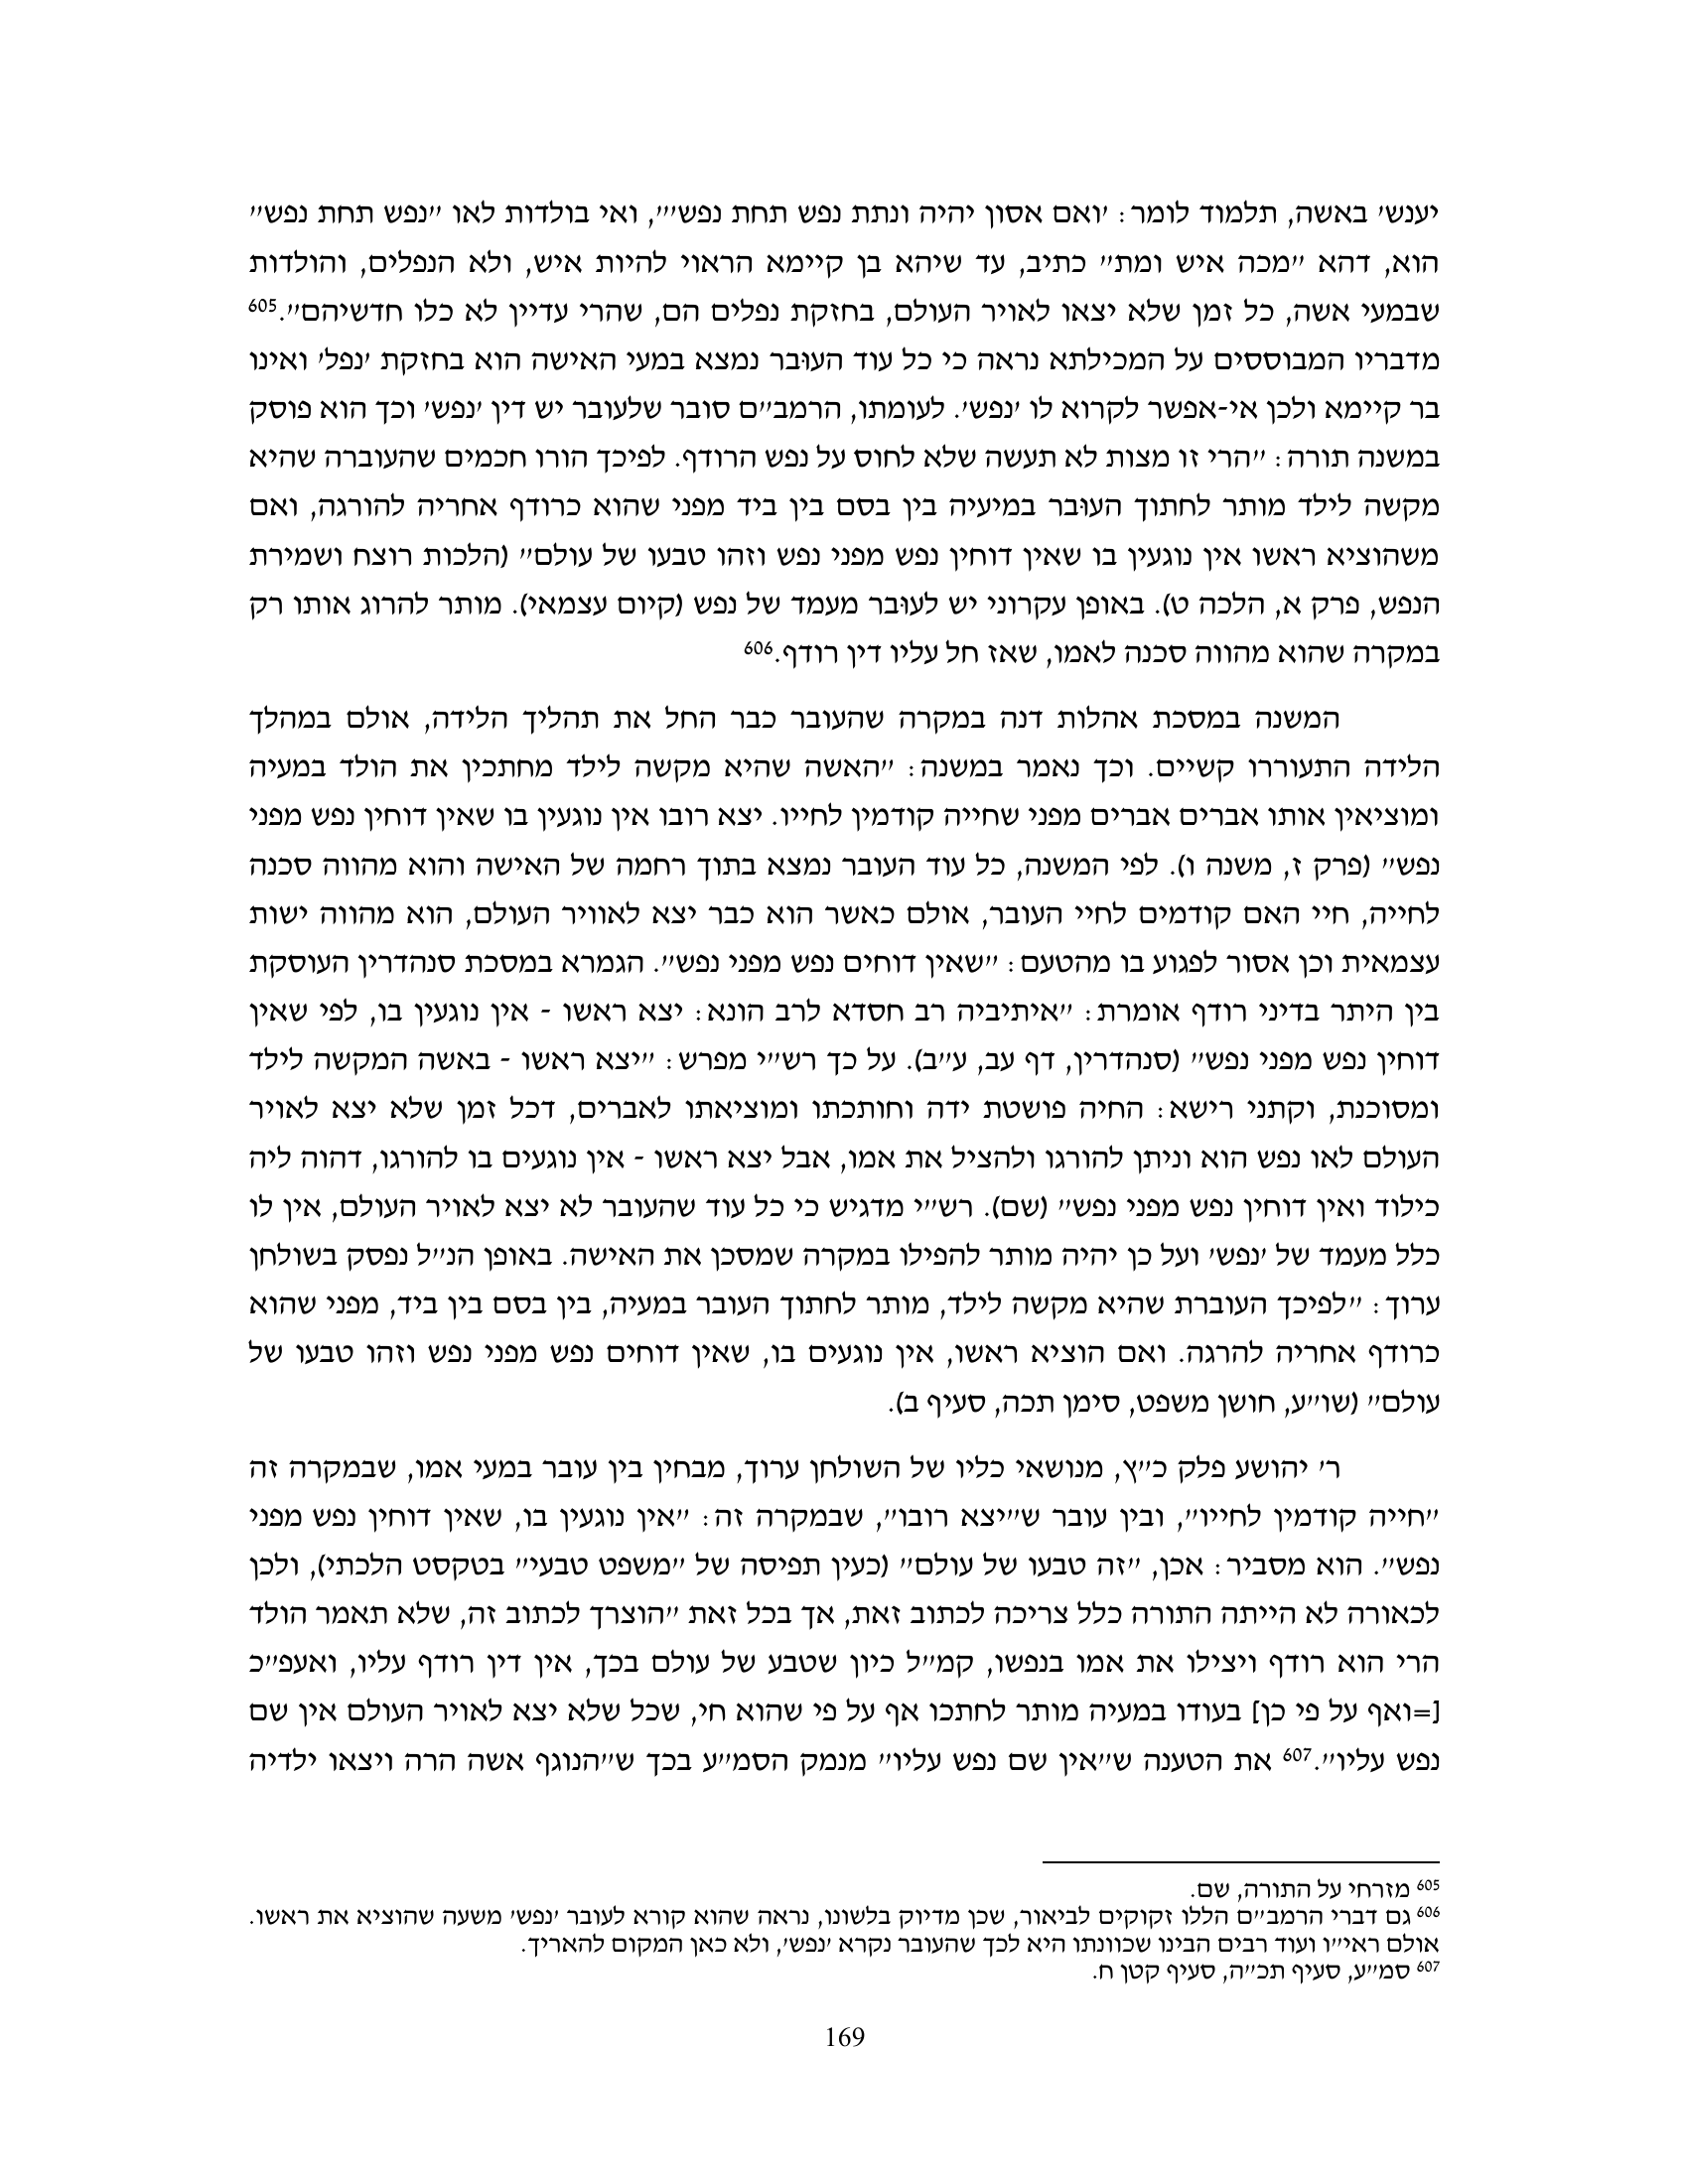 יענש' באשה, תלמוד לומר: 'ואם אסון יהיה ונתת נפש תחת נפש'", ואי בולדות לאו "נפש תחת נפש"
הוא, דהא "מכה איש ומת" כתיב, עד שיהא בן קיימא הראוי להיות איש, ולא הנפלים, והולדות
שבמעי אשה, כל זמן שלא יצאו לאויר העולם, בחזקת נפלים הם, שהרי עדיין לא כלו חדשיהם".605
מדבריו המבוססים על המכילתא נראה כי כל עוד העוּבר נמצא במעי האישה הוא בחזקת 'נפל' ואינו
בר קיימא ולכן אי-אפשר לקרוא לו 'נפש'. לעומתו, הרמב"ם סובר שלעובר יש דין 'נפש' וכך הוא פוסק
במשנה תורה: "הרי זו מצות לא תעשה שלא לחוס על נפש הרודף. לפיכך הורו חכמים שהעוברה שהיא
מקשה לילד מותר לחתוך העוּבר במיעיה בין בסם בין ביד מפני שהוא כרודף אחריה להורגה, ואם
משהוציא ראשו אין נוגעין בו שאין דוחין נפש מפני נפש וזהו טבעו של עולם" (הלכות רוצח ושמירת
הנפש, פרק א, הלכה ט). באופן עקרוני יש לעוּבר מעמד של נפש (קיום עצמאי). מותר להרוג אותו רק
במקרה שהוא מהווה סכנה לאמו, שאז חל עליו דין רודף.606
המשנה במסכת אהלות דנה במקרה שהעובר כבר החל את תהליך הלידה, אולם במהלך
הלידה התעוררו קשיים. וכך נאמר במשנה: "האשה שהיא מקשה לילד מחתכין את הולד במעיה
ומוציאין אותו אברים אברים מפני שחייה קודמין לחייו. יצא רובו אין נוגעין בו שאין דוחין נפש מפני
נפש" (פרק ז, משנה ו). לפי המשנה, כל עוד העובר נמצא בתוך רחמה של האישה והוא מהווה סכנה
לחייה, חיי האם קודמים לחיי העובר, אולם כאשר הוא כבר יצא לאוויר העולם, הוא מהווה ישות
עצמאית וכן אסור לפגוע בו מהטעם: "שאין דוחים נפש מפני נפש". הגמרא במסכת סנהדרין העוסקת
בין היתר בדיני רודף אומרת: "איתיביה רב חסדא לרב הונא: יצא ראשו - אין נוגעין בו, לפי שאין
דוחין נפש מפני נפש" (סנהדרין, דף עב, ע"ב). על כך רש"י מפרש: "יצא ראשו - באשה המקשה לילד
ומסוכנת, וקתני רישא: החיה פושטת ידה וחותכתו ומוציאתו לאברים, דכל זמן שלא יצא לאויר
העולם לאו נפש הוא וניתן להורגו ולהציל את אמו, אבל יצא ראשו - אין נוגעים בו להורגו, דהוה ליה
כילוד ואין דוחין נפש מפני נפש" (שם). רש"י מדגיש כי כל עוד שהעובר לא יצא לאויר העולם, אין לו
כלל מעמד של 'נפש' ועל כן יהיה מותר להפילו במקרה שמסכן את האישה. באופן הנ"ל נפסק בשולחן
ערוך: "לפיכך העוברת שהיא מקשה לילד, מותר לחתוך העובר במעיה, בין בסם בין ביד, מפני שהוא
כרודף אחריה להרגה. ואם הוציא ראשו, אין נוגעים בו, שאין דוחים נפש מפני נפש וזהו טבעו של
עולם" (שו"ע, חושן משפט, סימן תכה, סעיף ב).
ר' יהושע פלק כ"ץ, מנושאי כליו של השולחן ערוך, מבחין בין עובר במעי אמו, שבמקרה זה
"חייה קודמין לחייו", ובין עובר ש"יצא רובו", שבמקרה זה: "אין נוגעין בו, שאין דוחין נפש מפני
נפש". הוא מסביר: אכן, "זה טבעו של עולם" (כעין תפיסה של "משפט טבעי" בטקסט הלכתי), ולכן
לכאורה לא הייתה התורה כלל צריכה לכתוב זאת, אך בכל זאת "הוצרך לכתוב זה, שלא תאמר הולד
הרי הוא רודף ויצילו את אמו בנפשו, קמ"ל כיון שטבע של עולם בכך, אין דין רודף עליו, ואעפ"כ
[=ואף על פי כן] בעודו במעיה מותר לחתכו אף על פי שהוא חי, שכל שלא יצא לאויר העולם אין שם
נפש עליו".607 את הטענה ש"אין שם נפש עליו" מנמק הסמ"ע בכך ש"הנוגף אשה הרה ויצאו ילדיה
605 מזרחי על התורה, שם.
606 גם דברי הרמב"ם הללו זקוקים לביאור, שכן מדיוק בלשונו, נראה שהוא קורא לעובר 'נפש' משעה שהוציא את ראשו.
אולם ראי"ו ועוד רבים הבינו שכוונתו היא לכך שהעובר נקרא 'נפש', ולא כאן המקום להאריך.
607 סמ"ע, סעיף תכ"ה, סעיף קטן ח.
169